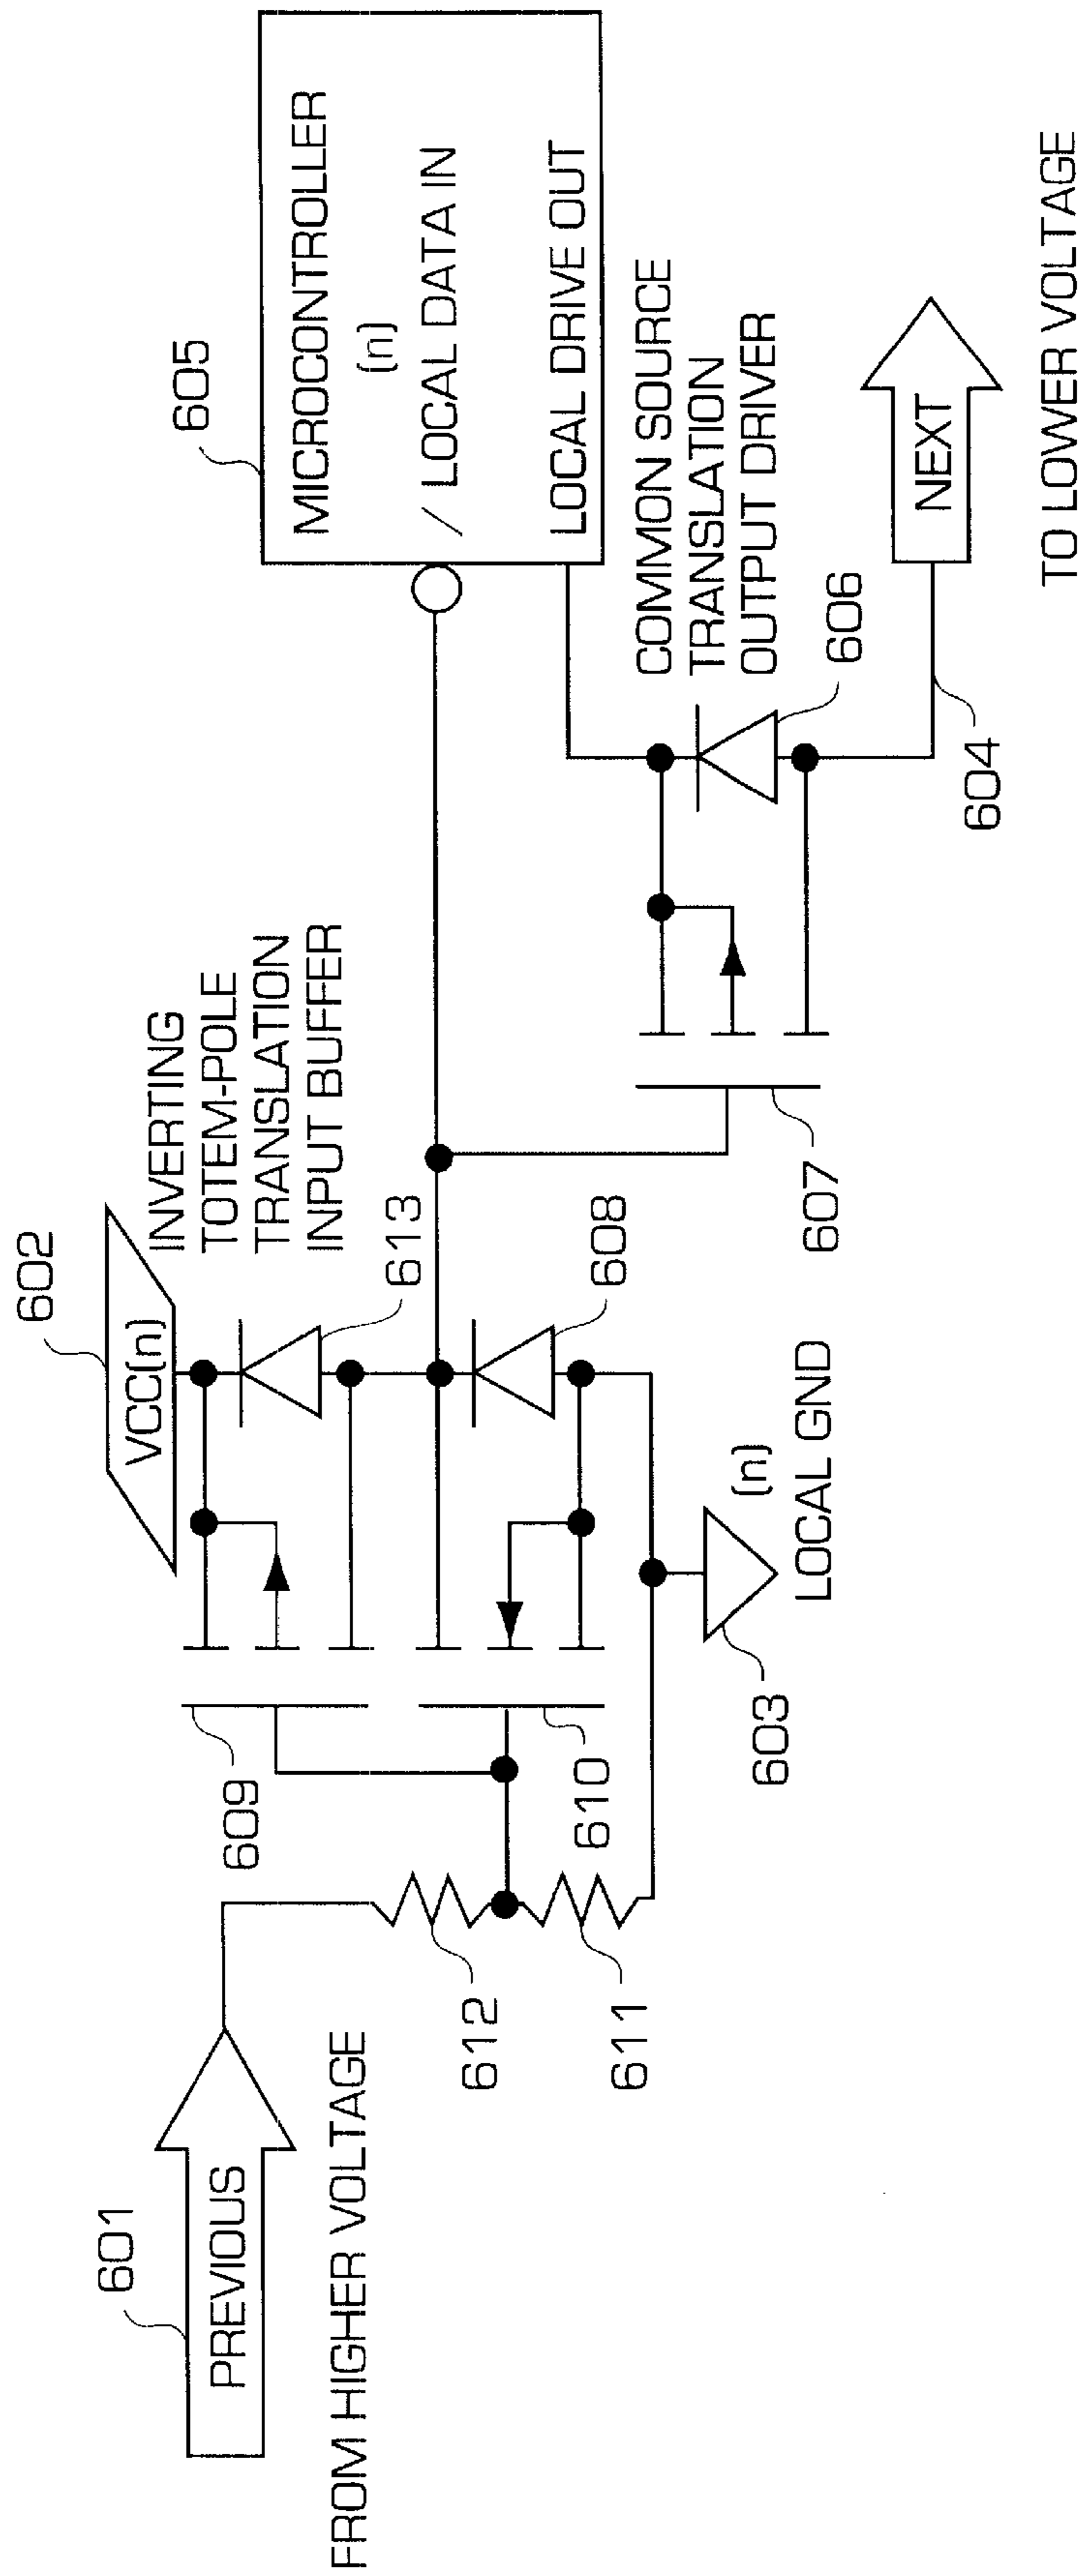 601
PREVIOUS
FROM HIGHER VOLTAGE
612
611
609
610
602
VCC(n)
603
(n)
LOCAL GND
INVERTING
TOTEM-POLE
TRANSLATION
INPUT BUFFER
613
608
607
605
MICROCONTROLLER
(n)
/ LOCAL DATA IN
LOCAL DRIVE OUT
COMMON SOURCE
TRANSLATION
OUTPUT DRIVER
606
604
NEXT
TO LOWER VOLTAGE